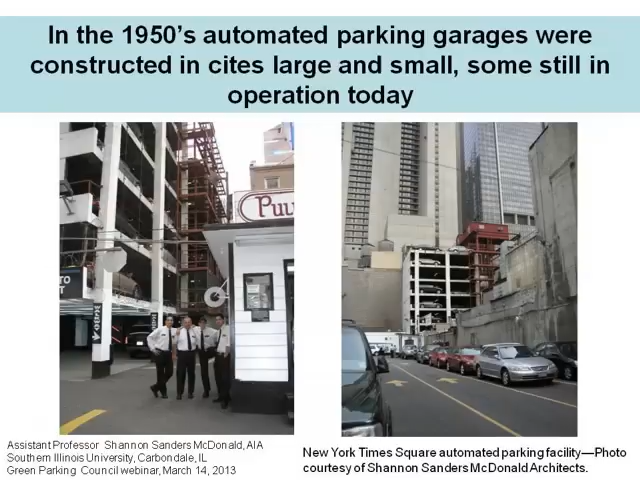 In the 1950's automated parking garages were
constructed in cites large and small, some still in
operation today
Assistant Professor Shannon Sanders McDonald, AIA
Southern Illinois University, Carbondale, IL
Green Parking Council webinar, March 14, 2013
New York Times Square automated parking facility—Photo
courtesy of Shannon Sanders McDonald Architects.